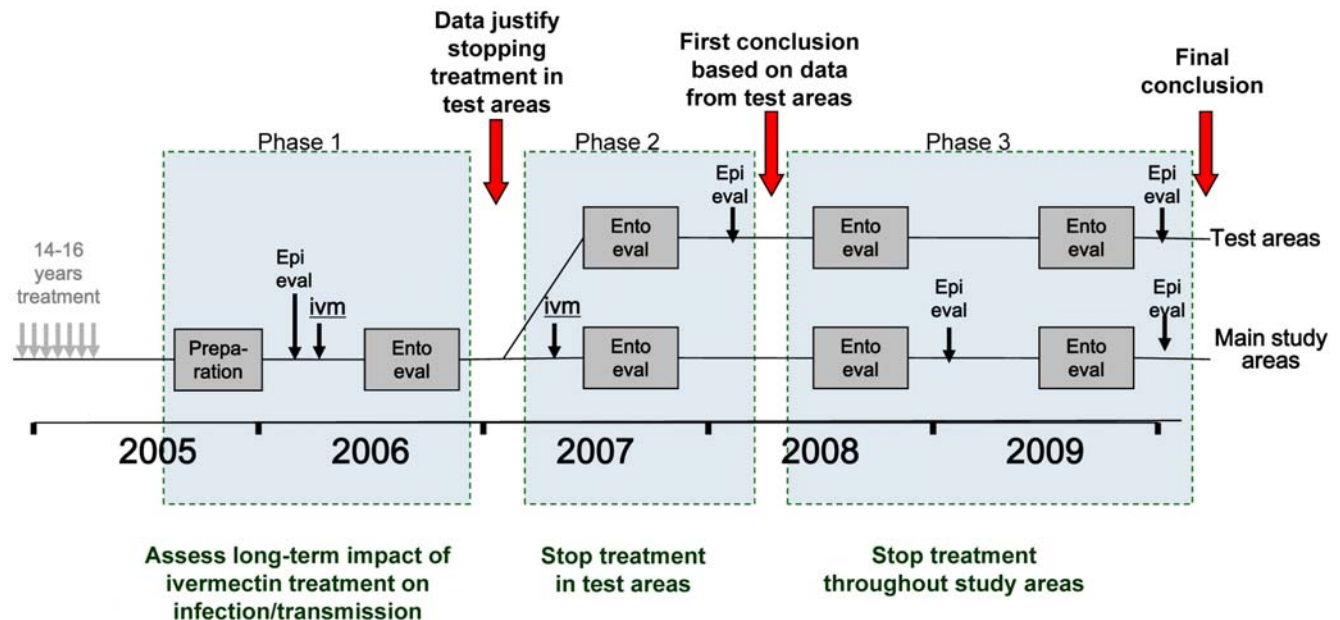 Data justify
stopping
treatment in
test areas
First conclusion
based on data
from test areas
Final
conclusion
Phase 1
Phase 2
Phase 3
14-16
years
treatment
Epi
eval
ivm
Prepa-
ration
Ento
eval
Ento
eval
Epi
eval
Ento
eval
Ento
eval
Epi
eval
Test areas
ivm
Ento
eval
Ento
eval
Epi
eval
Ento
eval
Epi
eval
Main study
areas
2005
2006
2007
2008
2009
Assess long-term impact of
ivermectin treatment on
infection/transmission
Stop treatment
in test areas
Stop treatment
throughout study areas